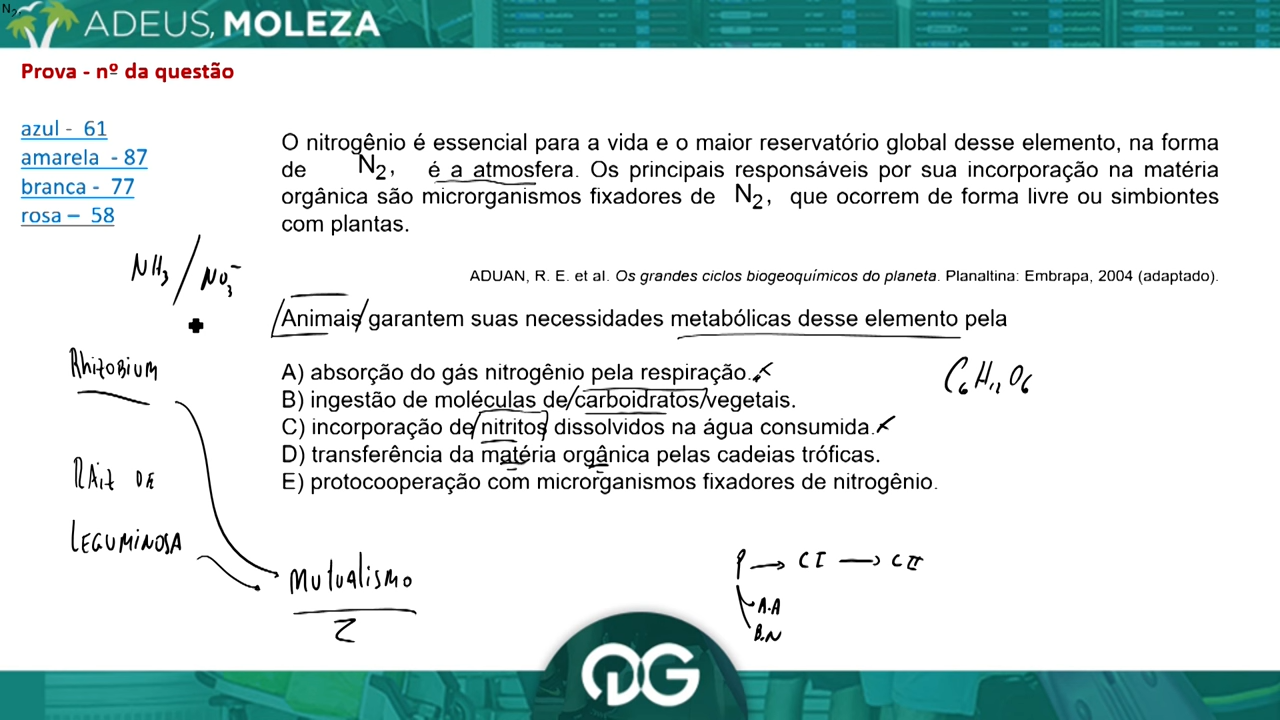 N₂
ADEUS, MOLEZA
Prova - nº da questão
azul - 61
amarela - 87
branca - 77
rosa – 58
O nitrogênio é essencial para a vida e o maior reservatório global desse elemento, na forma
de N₂, é a atmosfera. Os principais responsáveis por sua incorporação na matéria
orgânica são microrganismos fixadores de N₂, que ocorrem de forma livre ou simbiontes
com plantas.
ADUAN, R. E. et al. Os grandes ciclos biogeoquímicos do planeta. Planaltina: Embrapa, 2004 (adaptado).
NH₃ / NO₃⁻
Animais garantem suas necessidades metabólicas desse elemento pela
A) absorção do gás nitrogênio pela respiração.
B) ingestão de moléculas de carboidratos vegetais.
C) incorporação de nitritos dissolvidos na água consumida.
D) transferência da matéria orgânica pelas cadeias tróficas.
E) protocooperação com microrganismos fixadores de nitrogênio.
C₆H₁₂O₆
Rhizobium
RAiz DE
LEGUMINOSA
Mutualismo
P → CI → CII
A.A
B.N
QG